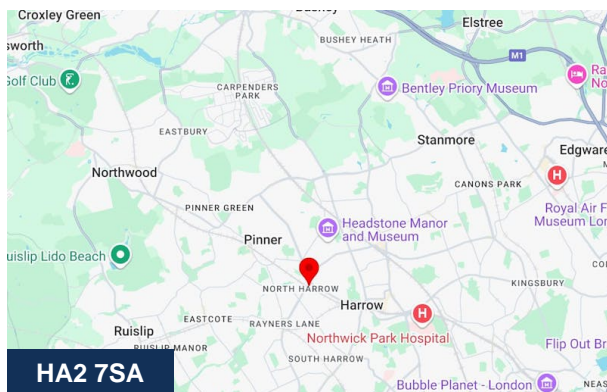 Croxley Green
Elstree
BUSHEY HEATH
M1
Golf Club
CARPENDERS
PARK
Bentley Priory Museum
EASTBURY
Stanmore
Edgware
Northwood
CANONS PARK
PINNER GREEN
Royal Air F
Museum Lon
Headstone Manor
and Museum
Pinner
uislip Lido Beach
NORTH HARROW
KINGSBURY
Harrow
EASTCOTE
RAYNERS LANE
Northwick Park Hospital
Ruislip
RUISLIP MANOR
SOUTH HARROW
Flip Out Br
HA2 7SA
Bubble Planet - London
NEAS